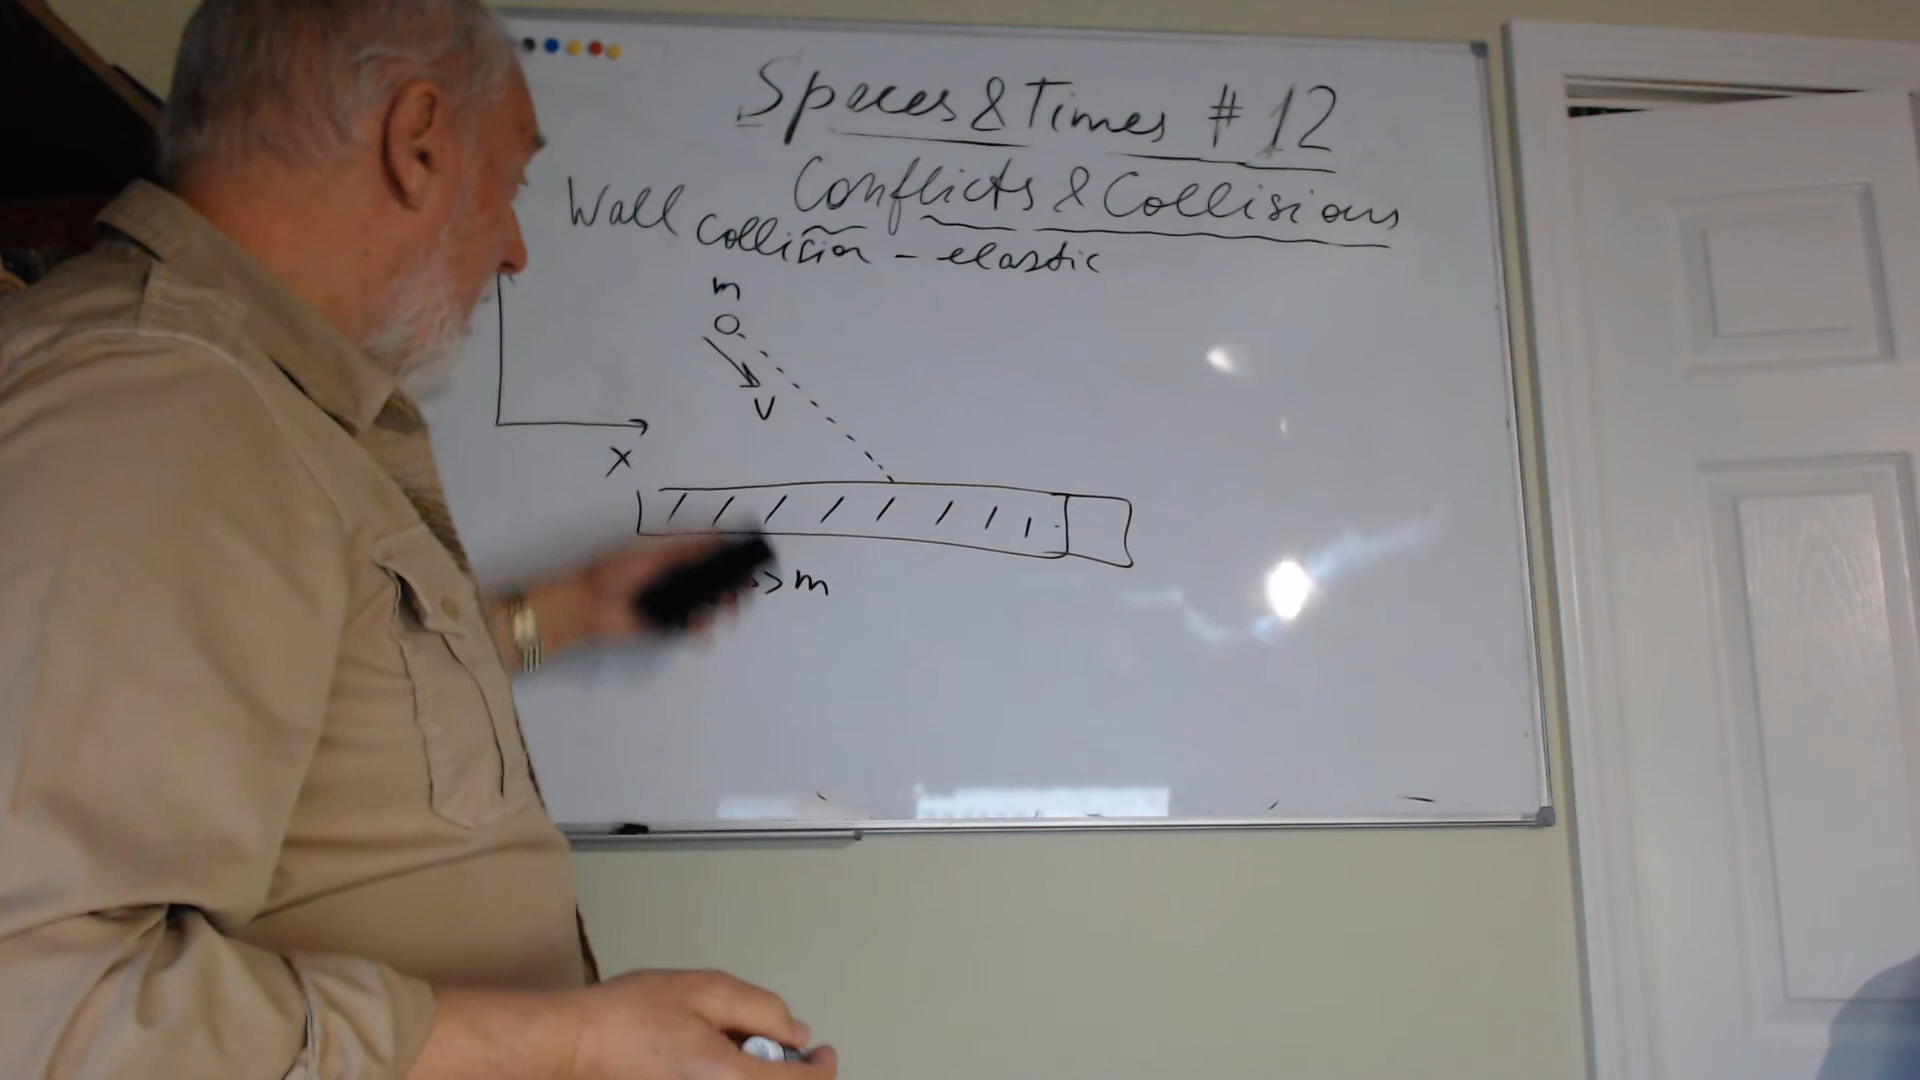 Spaces & Times #12
Conflicts & Collisions
Wall Collision - elastic
m
v
x
>> m